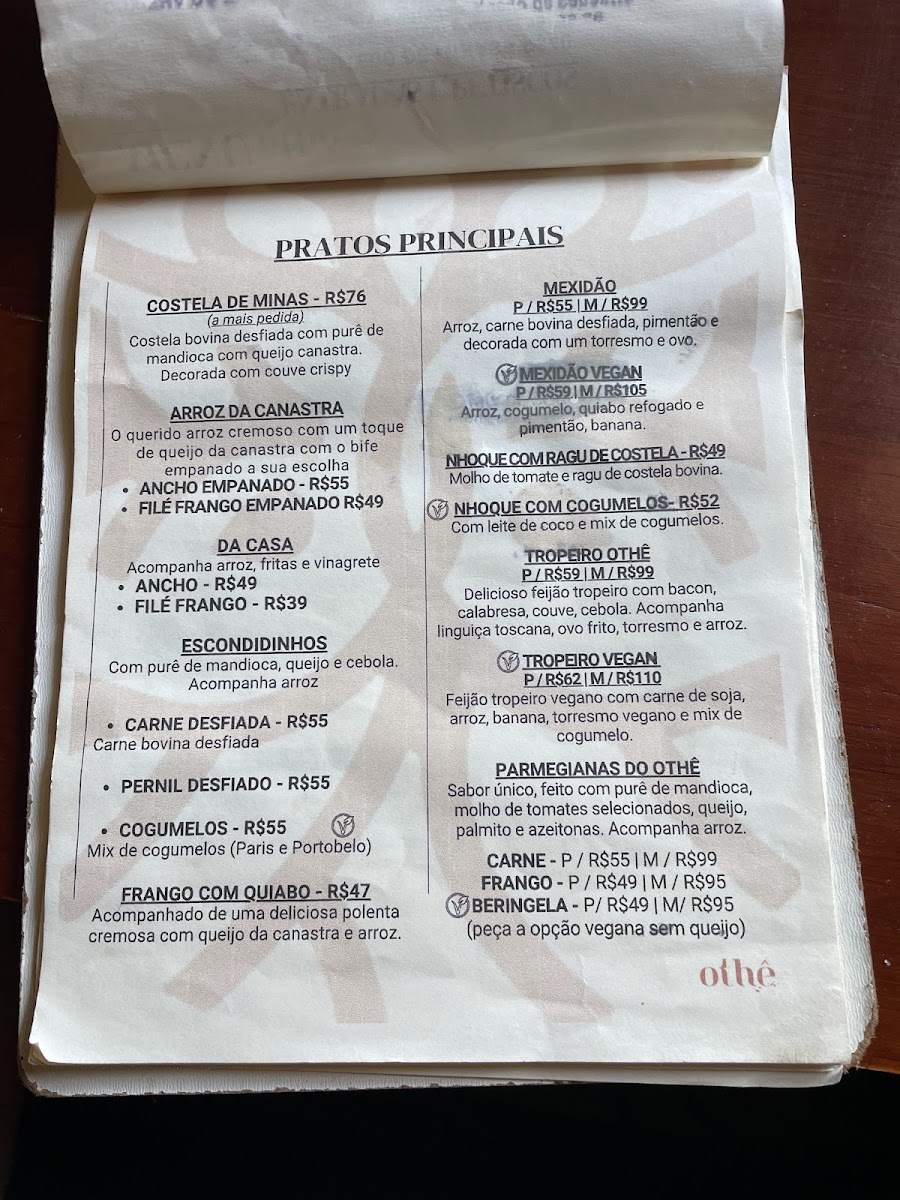 PRATOS PRINCIPAIS
COSTELA DE MINAS - R$76
(a mais pedida)
Costela bovina desfiada com purê de
mandioca com queijo canastra.
Decorada com couve crispy
ARROZ DA CANASTRA
O querido arroz cremoso com um toque
de queijo da canastra com o bife
empanado a sua escolha
• ANCHO EMPANADO - R$55
• FILÉ FRANGO EMPANADO R$49
DA CASA
Acompanha arroz, fritas e vinagrete
• ANCHO - R$49
• FILÉ FRANGO - R$39
ESCONDIDINHOS
Com purê de mandioca, queijo e cebola.
Acompanha arroz
• CARNE DESFIADA - R$55
Carne bovina desfiada
• PERNIL DESFIADO - R$55
• COGUMELOS - R$55
Mix de cogumelos (Paris e Portobelo)
FRANGO COM QUIABO - R$47
Acompanhado de uma deliciosa polenta
cremosa com queijo da canastra e arroz.
MEXIDÃO
P / R$55 | M / R$99
Arroz, carne bovina desfiada, pimentão e
decorada com um torresmo e ovo.
MEXIDÃO VEGAN
P / R$59 | M / R$105
Arroz, cogumelo, quiabo refogado e
pimentão, banana.
NHOQUE COM RAGU DE COSTELA - R$49
Molho de tomate e ragu de costela bovina.
NHOQUE COM COGUMELOS- R$52
Com leite de coco e mix de cogumelos.
TROPEIRO OTHÊ
P / R$59 | M / R$99
Delicioso feijão tropeiro com bacon,
calabresa, couve, cebola. Acompanha
linguiça toscana, ovo frito, torresmo e arroz.
TROPEIRO VEGAN
P / R$62 | M / R$110
Feijão tropeiro vegano com carne de soja,
arroz, banana, torresmo vegano e mix de
cogumelo.
PARMEGIANAS DO OTHÊ
Sabor único, feito com purê de mandioca,
molho de tomates selecionados, queijo,
palmito e azeitonas. Acompanha arroz.
CARNE - P / R$55 | M / R$99
FRANGO - P / R$49 | M / R$95
BERINGELA - P/ R$49 | M/ R$95
(peça a opção vegana sem queijo)
othê